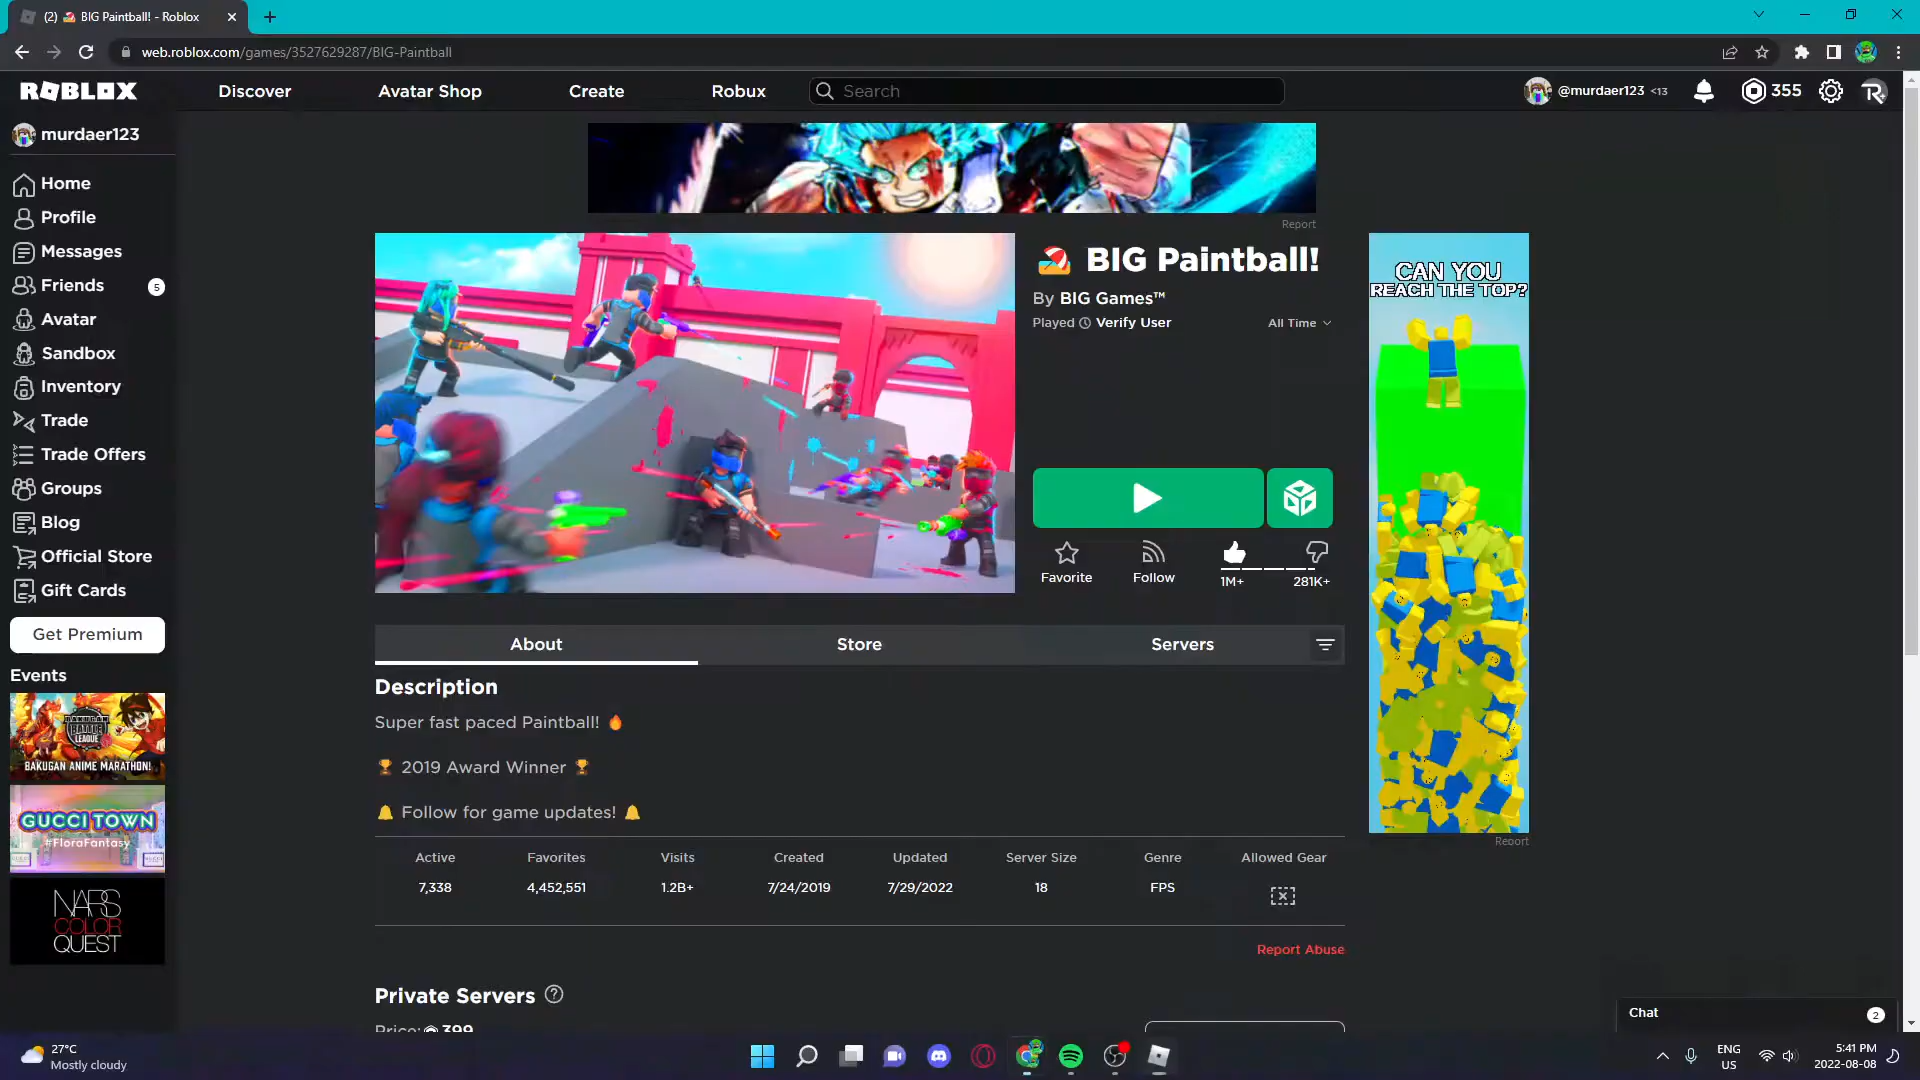 (2) BIG Paintball! - Roblox
web.roblox.com/games/3527629287/BIG-Paintball
ROBLOX
Discover
Avatar Shop
Create
Robux
Search
@murdaer123 <13
355
murdaer123
Home
Profile
Messages
Friends
5
Avatar
Sandbox
Inventory
Trade
Trade Offers
Groups
Blog
Official Store
Gift Cards
Get Premium
Events
BAKUGAN
BATTLE
LEAGUE
BAKUGAN ANIME MARATHON!
GUCCI TOWN
#FloraFantasy
NARS
COLOR
QUEST
Report
BIG Paintball!
By BIG Games™
Played Verify User
All Time
Favorite
Follow
1M+
281K+
CAN YOU
REACH THE TOP?
Report
About
Store
Servers
Description
Super fast paced Paintball! 🔥
🏆 2019 Award Winner 🏆
🔔 Follow for game updates! 🔔
Active
Favorites
Visits
Created
Updated
Server Size
Genre
Allowed Gear
7,338
4,452,551
1.2B+
7/24/2019
7/29/2022
18
FPS
Report Abuse
Private Servers
Price: 399
Chat
2
27°C
Mostly cloudy
ENG
US
5:41 PM
2022-08-08